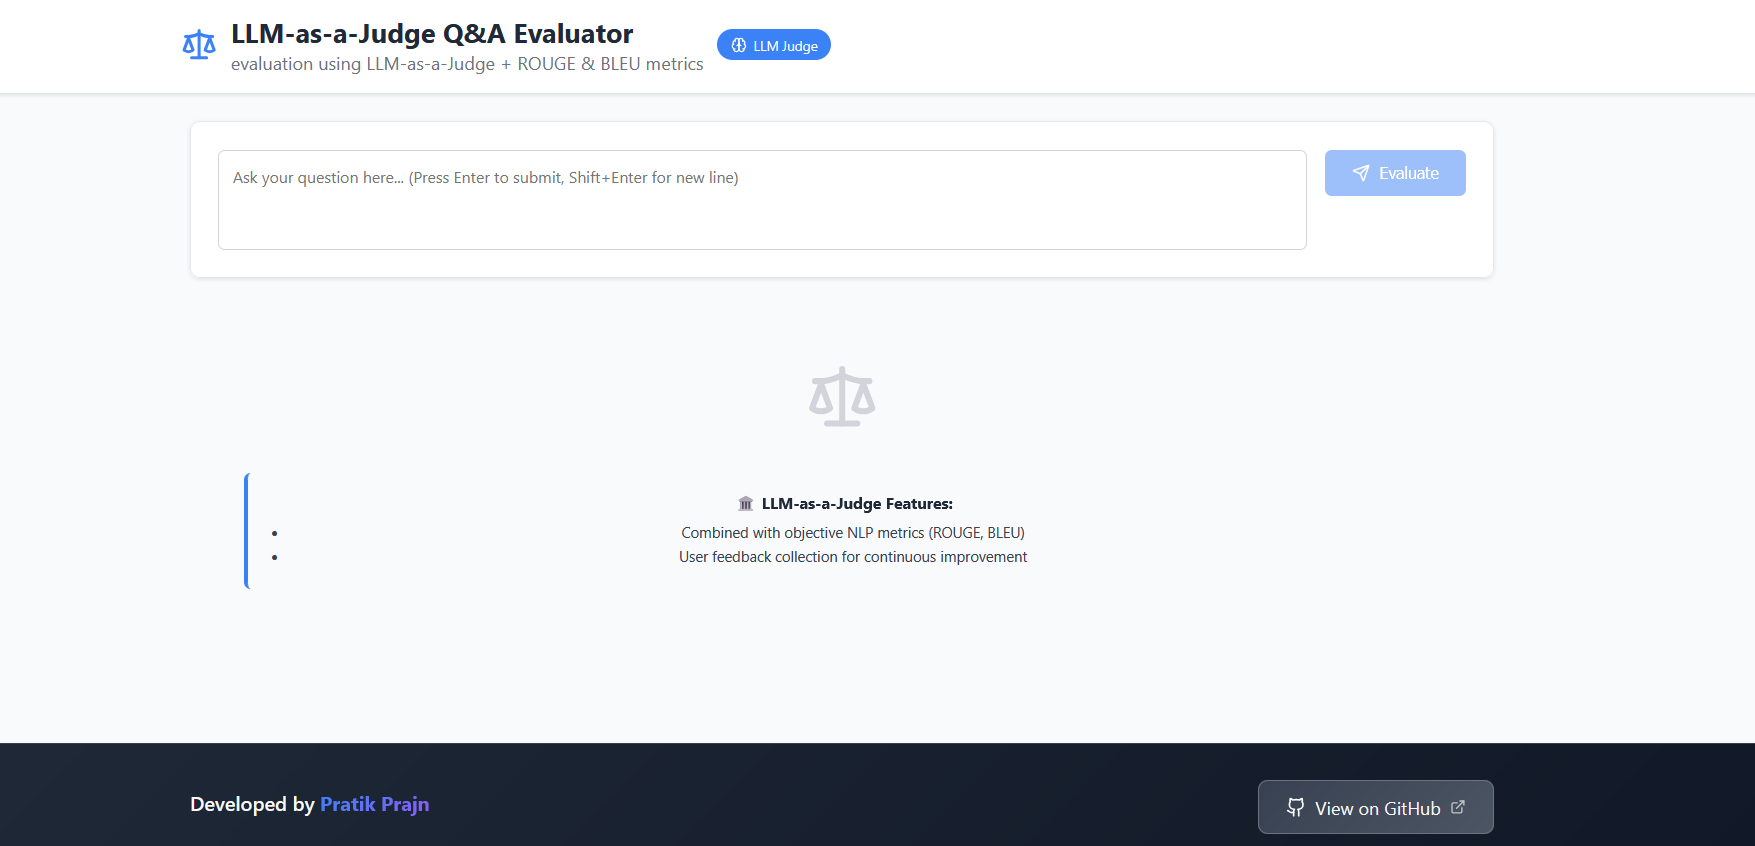 LLM-as-a-Judge Q&A Evaluator
evaluation using LLM-as-a-Judge + ROUGE & BLEU metrics
LLM Judge
Ask your question here... (Press Enter to submit, Shift+Enter for new line)
Evaluate
🏛️ LLM-as-a-Judge Features:
• Combined with objective NLP metrics (ROUGE, BLEU)
• User feedback collection for continuous improvement
Developed by Pratik Prajn
View on GitHub